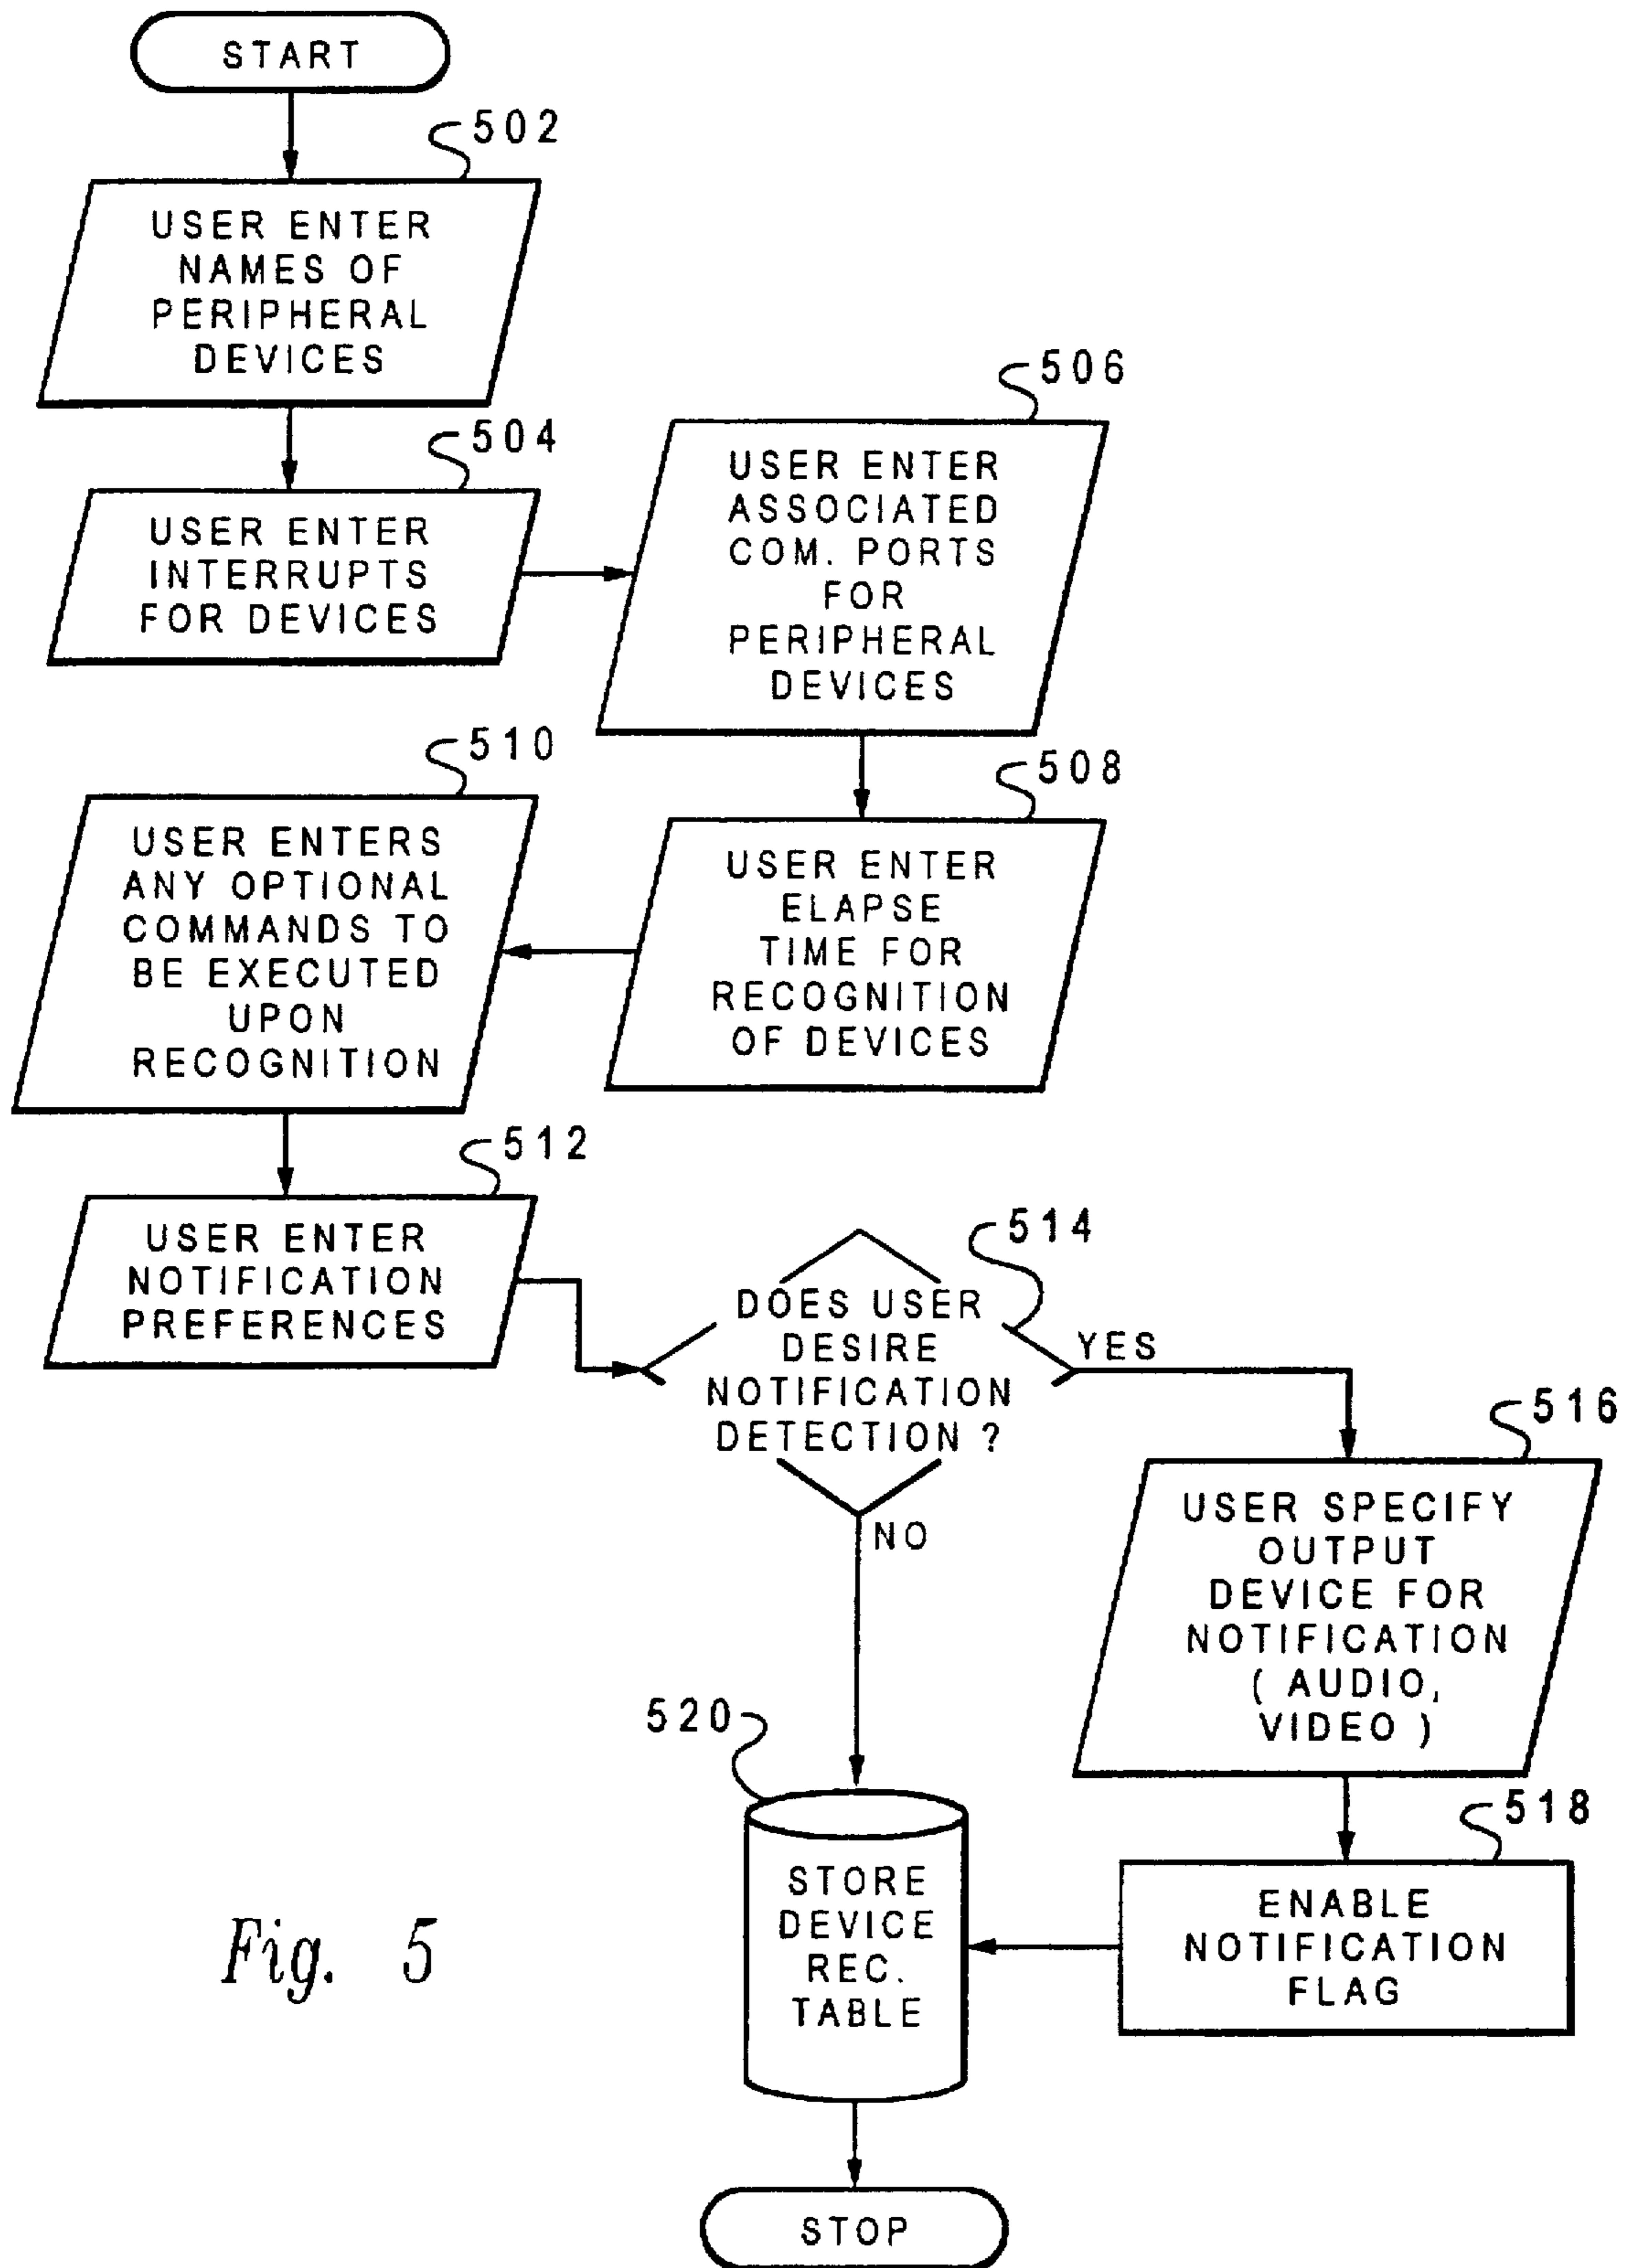 START
502
USER ENTER
NAMES OF
PERIPHERAL
DEVICES
504
USER ENTER
INTERRUPTS
FOR DEVICES
506
USER ENTER
ASSOCIATED
COM. PORTS
FOR
PERIPHERAL
DEVICES
508
USER ENTER
ELAPSE
TIME FOR
RECOGNITION
OF DEVICES
510
USER ENTERS
ANY OPTIONAL
COMMANDS TO
BE EXECUTED
UPON
RECOGNITION
512
USER ENTER
NOTIFICATION
PREFERENCES
514
DOES USER
DESIRE
NOTIFICATION
DETECTION ?
YES
NO
516
USER SPECIFY
OUTPUT
DEVICE FOR
NOTIFICATION
( AUDIO,
VIDEO )
518
ENABLE
NOTIFICATION
FLAG
520
STORE
DEVICE
REC.
TABLE
STOP
Fig. 5